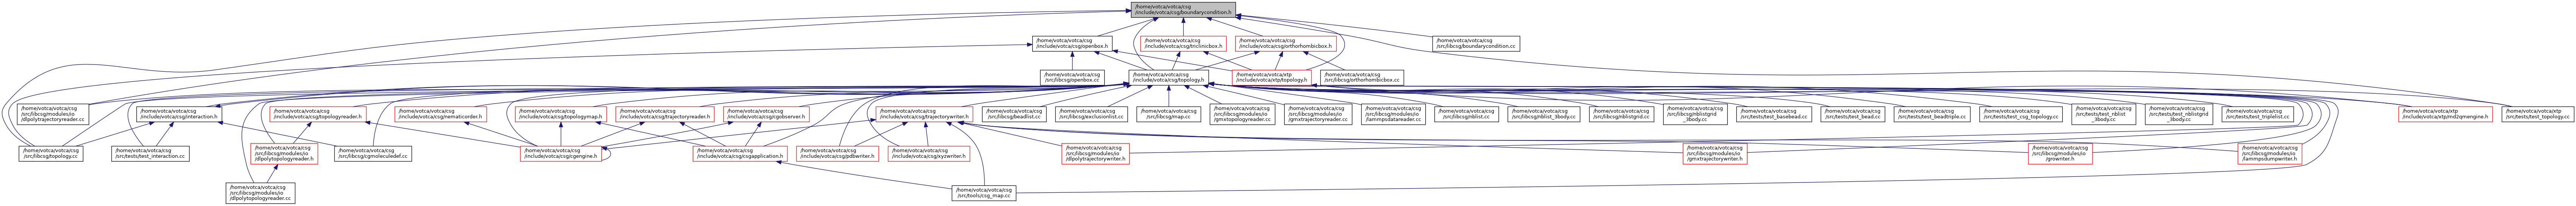 /home/votca/votca/csg
/include/votca/csg/boundarycondition.h
/home/votca/votca/csg
/include/votca/csg/openbox.h
/home/votca/votca/csg
/include/votca/csg/triclinicbox.h
/home/votca/votca/csg
/include/votca/csg/orthorhombicbox.h
/home/votca/votca/csg
/src/libcsg/boundarycondition.cc
/home/votca/votca/csg
/src/libcsg/openbox.cc
/home/votca/votca/csg
/include/votca/csg/topology.h
/home/votca/votca/xtp
/include/votca/xtp/topology.h
/home/votca/votca/csg
/src/libcsg/orthorhombicbox.cc
/home/votca/votca/csg
/src/libcsg/modules/io
/dlpolytrajectoryreader.cc
/home/votca/votca/csg
/include/votca/csg/interaction.h
/home/votca/votca/csg
/include/votca/csg/topologyreader.h
/home/votca/votca/csg
/include/votca/csg/nematicorder.h
/home/votca/votca/csg
/include/votca/csg/topologymap.h
/home/votca/votca/csg
/include/votca/csg/trajectoryreader.h
/home/votca/votca/csg
/include/votca/csg/cgobserver.h
/home/votca/votca/csg
/include/votca/csg/trajectorywriter.h
/home/votca/votca/csg
/src/libcsg/beadlist.cc
/home/votca/votca/csg
/src/libcsg/exclusionlist.cc
/home/votca/votca/csg
/src/libcsg/map.cc
/home/votca/votca/csg
/src/libcsg/modules/io
/gmxtopologyreader.cc
/home/votca/votca/csg
/src/libcsg/modules/io
/gmxtrajectoryreader.cc
/home/votca/votca/csg
/src/libcsg/modules/io
/lammpsdatareader.cc
/home/votca/votca/csg
/src/libcsg/nblist.cc
/home/votca/votca/csg
/src/libcsg/nblist_3body.cc
/home/votca/votca/csg
/src/libcsg/nblistgrid.cc
/home/votca/votca/csg
/src/libcsg/nblistgrid
_3body.cc
/home/votca/votca/csg
/src/tests/test_basebead.cc
/home/votca/votca/csg
/src/tests/test_bead.cc
/home/votca/votca/csg
/src/tests/test_beadtriple.cc
/home/votca/votca/csg
/src/tests/test_csg_topology.cc
/home/votca/votca/csg
/src/tests/test_nblist
_3body.cc
/home/votca/votca/csg
/src/tests/test_nblistgrid
_3body.cc
/home/votca/votca/csg
/src/tests/test_triplelist.cc
/home/votca/votca/xtp
/include/votca/xtp/md2qmengine.h
/home/votca/votca/xtp
/src/tests/test_topology.cc
/home/votca/votca/csg
/src/libcsg/topology.cc
/home/votca/votca/csg
/src/tests/test_interaction.cc
/home/votca/votca/csg
/src/libcsg/modules/io
/dlpolytopologyreader.h
/home/votca/votca/csg
/src/libcsg/cgmoleculedef.cc
/home/votca/votca/csg
/include/votca/csg/cgengine.h
/home/votca/votca/csg
/include/votca/csg/csgapplication.h
/home/votca/votca/csg
/include/votca/csg/pdbwriter.h
/home/votca/votca/csg
/include/votca/csg/xyzwriter.h
/home/votca/votca/csg
/src/libcsg/modules/io
/dlpolytrajectorywriter.h
/home/votca/votca/csg
/src/libcsg/modules/io
/gmxtrajectorywriter.h
/home/votca/votca/csg
/src/libcsg/modules/io
/growriter.h
/home/votca/votca/csg
/src/libcsg/modules/io
/lammpsdumpwriter.h
/home/votca/votca/csg
/src/libcsg/modules/io
/dlpolytopologyreader.cc
/home/votca/votca/csg
/src/tools/csg_map.cc